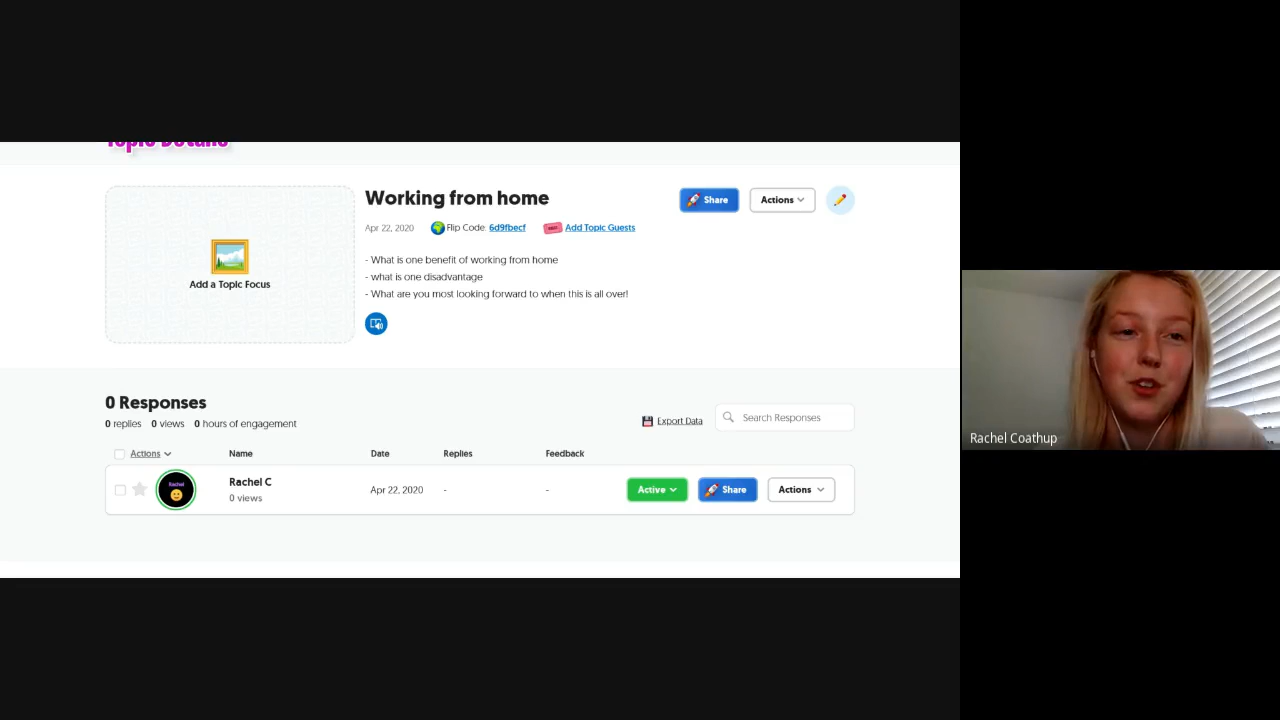 Topic Details
Working from home
Share
Actions
Apr 22, 2020
Flip Code: 6d9fbecf
Add Topic Guests
- What is one benefit of working from home
- what is one disadvantage
- What are you most looking forward to when this is all over!
Add a Topic Focus
0 Responses
0 replies 0 views 0 hours of engagement
Export Data
Search Responses
Actions Name Date Replies Feedback
Rachel
Rachel C
0 views
Apr 22, 2020 - -
Active
Share
Actions
Rachel Coathup